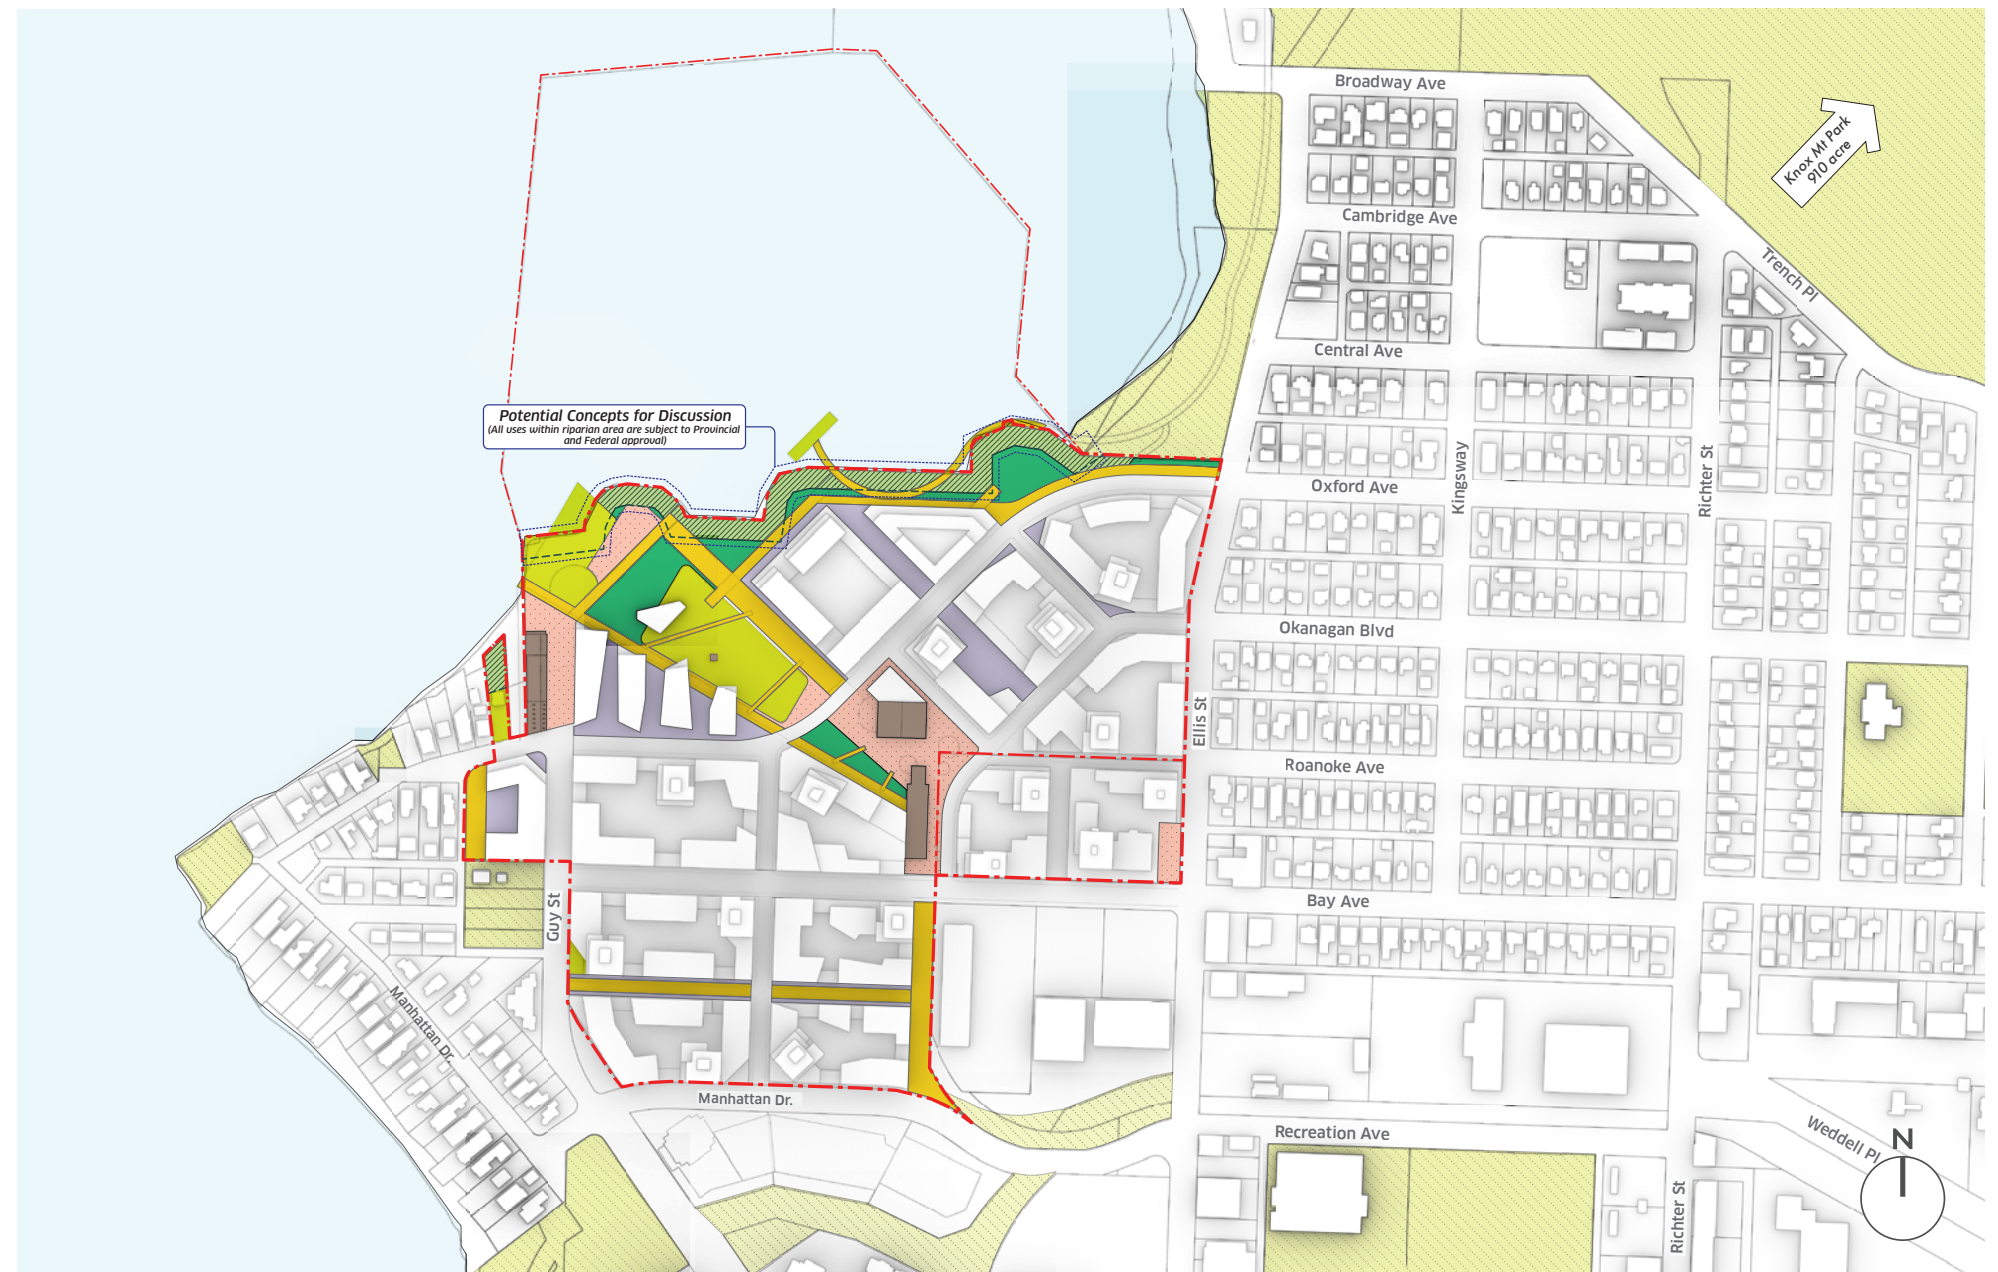 Broadway Ave
Knox Mt Park
910 acre
Cambridge Ave
Trench Pl
Central Ave
Potential Concepts for Discussion
(All uses within riparian area are subject to Provincial
and Federal approval)
Kingsway
Richter St
Oxford Ave
Okanagan Blvd
Ellis St
Roanoke Ave
Guy St
Bay Ave
Manhattan Dr.
Manhattan Dr.
Recreation Ave
Weddell Pl
N
Richter St